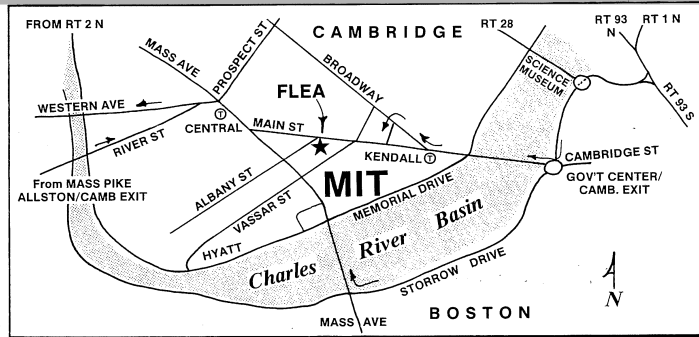 FROM RT 2 N
MASS AVE
PROSPECT ST
CAMBRIDGE
RT 28
RT 93
N
RT 1 N
BROADWAY
SCIENCE
MUSEUM
FLEA
WESTERN AVE
T
CENTRAL
MAIN ST
RT 93 S
RIVER ST
KENDALL T
CAMBRIDGE ST
From MASS PIKE
ALLSTON/CAMB EXIT
ALBANY ST
MIT
GOV'T CENTER/
CAMB. EXIT
VASSAR ST
MEMORIAL DRIVE
HYATT
Charles River Basin
STORROW DRIVE
N
MASS AVE
BOSTON